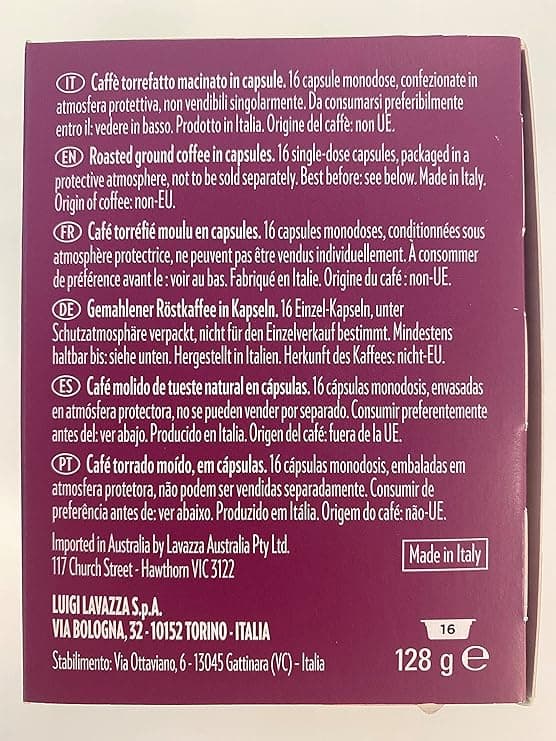 IT Caffè torrefatto macinato in capsule. 16 capsule monodose, confezionate in
atmosfera protettiva, non vendibili singolarmente. Da consumarsi preferibilmente
entro il: vedere in basso. Prodotto in Italia. Origine del caffè: non UE.
EN Roasted ground coffee in capsules. 16 single-dose capsules, packaged in a
protective atmosphere, not to be sold separately. Best before: see below. Made in Italy.
Origin of coffee: non-EU.
FR Café torréfié moulu en capsules. 16 capsules monodoses, conditionnées sous
atmosphère protectrice, ne peuvent pas être vendus individuellement. À consommer
de préférence avant le : voir au bas. Fabriqué en Italie. Origine du café : non-UE.
DE Gemahlener Röstkaffee in Kapseln. 16 Einzel-Kapseln, unter
Schutzatmosphäre verpackt, nicht für den Einzelverkauf bestimmt. Mindestens
haltbar bis: siehe unten. Hergestellt in Italien. Herkunft des Kaffees: nicht-EU.
ES Café molido de tueste natural en cápsulas. 16 cápsulas monodosis, envasadas
en atmósfera protectora, no se pueden vender por separado. Consumir preferentemente
antes del: ver abajo. Producido en Italia. Origen del café: fuera de la UE.
PT Café torrado moído, em cápsulas. 16 cápsulas monodosis, embaladas em
atmosfera protetora, não podem ser vendidas separadamente. Consumir de
preferência antes de: ver abaixo. Produzido em Itália. Origem do café: não-UE.
Imported in Australia by Lavazza Australia Pty Ltd.
117 Church Street - Hawthorn VIC 3122
Made in Italy
LUIGI LAVAZZA S.p.A.
VIA BOLOGNA, 32 - 10152 TORINO - ITALIA
Stabilimento: Via Ottaviano, 6 - 13045 Gattinara (VC) - Italia
16
128 g ℮